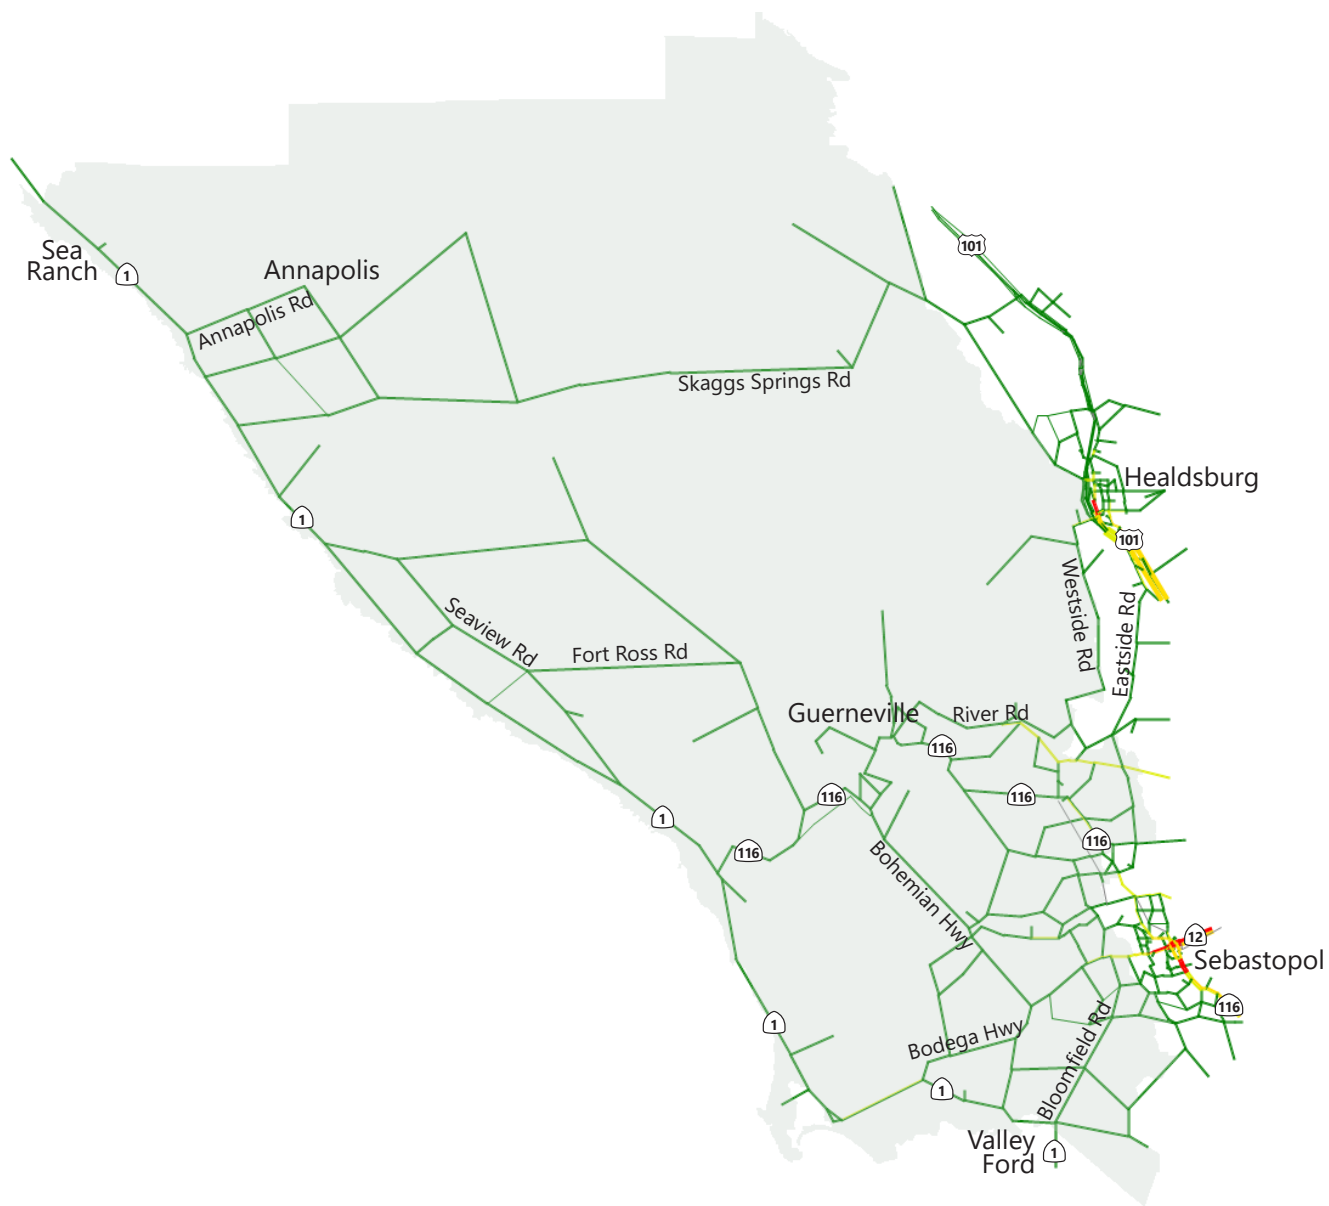 101
Sea
Ranch
1
Annapolis
Annapolis Rd
Skaggs Springs Rd
Healdsburg
1
101
Westside Rd
Eastside Rd
Seaview Rd
Fort Ross Rd
Guerneville
River Rd
116
116
116
1
116
116
Bohemian Hwy
12
Sebastopol
116
1
Bodega Hwy
Bloomfield Rd
1
Valley
Ford
1